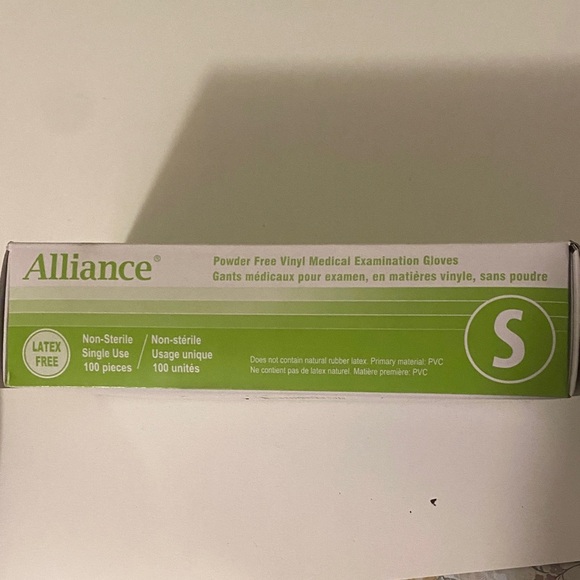 Alliance®
Powder Free Vinyl Medical Examination Gloves
Gants médicaux pour examen, en matières vinyle, sans poudre
LATEX
FREE
Non-Sterile / Non-stérile
Single Use Usage unique
100 pieces 100 unités
Does not contain natural rubber latex. Primary material: PVC
Ne contient pas de latex naturel. Matière première: PVC
S